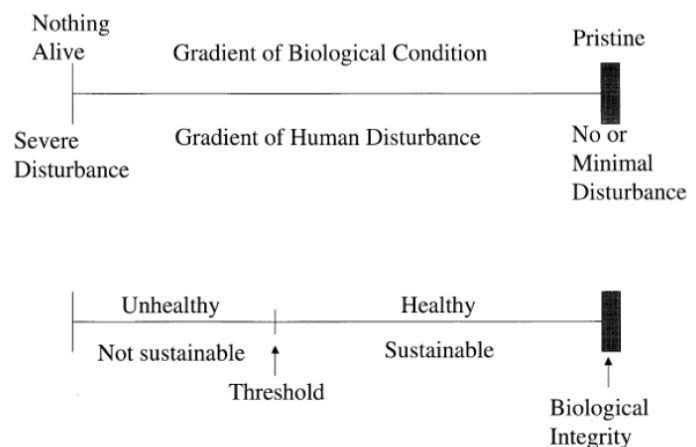 Nothing
Alive
Gradient of Biological Condition
Pristine
Severe
Disturbance
Gradient of Human Disturbance
No or
Minimal
Disturbance
Unhealthy
Healthy
Not sustainable
Sustainable
Threshold
Biological
Integrity